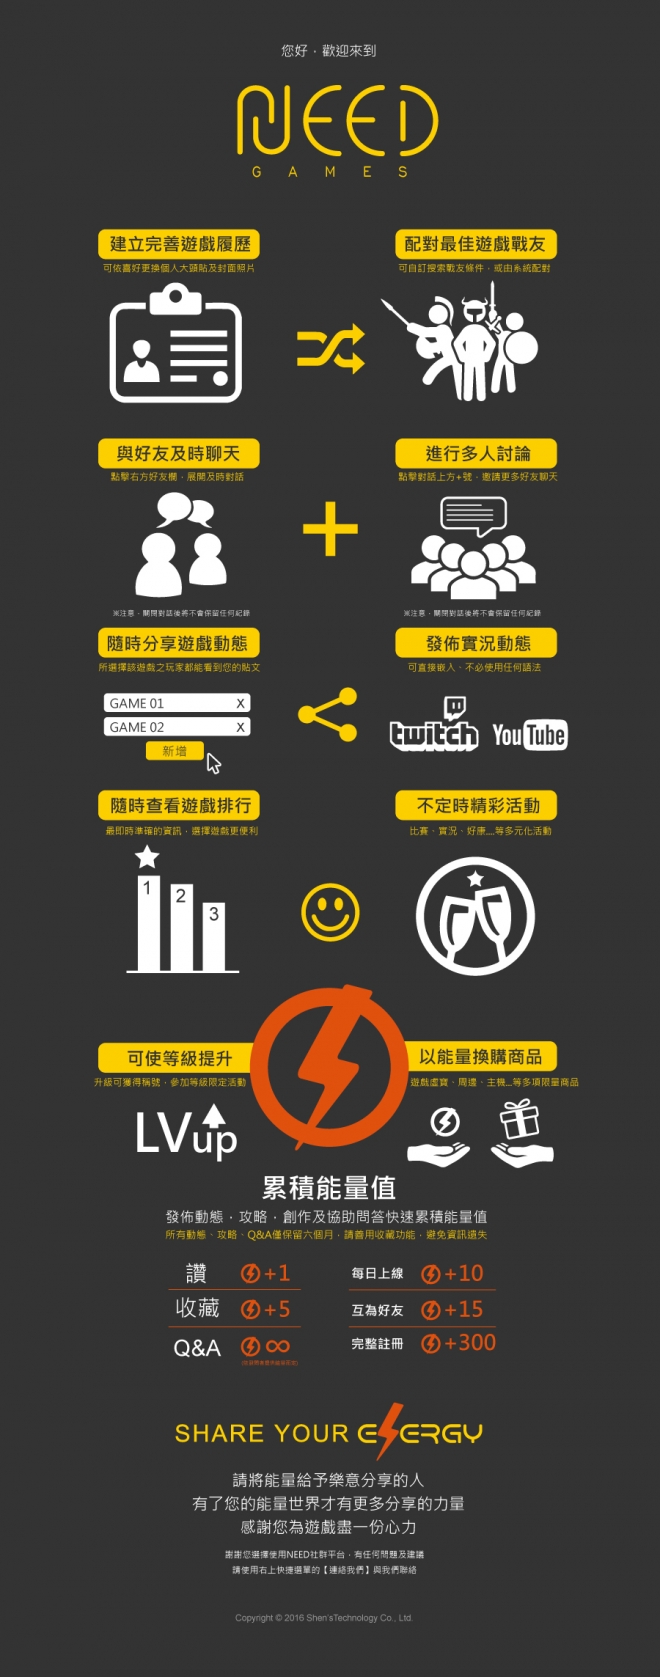 您好，歡迎來到
NEED
GAMES
建立完善遊戲履歷
可依喜好更換個人大頭貼及封面照片
配對最佳遊戲戰友
可自訂搜索戰友條件，或由系統配對
與好友及時聊天
點擊右方好友欄，展開及時對話
進行多人討論
點擊對話上方+號，邀請更多好友聊天
※注意，關閉對話後將不會保留任何記錄
※注意，關閉對話後將不會保留任何記錄
隨時分享遊戲動態
所選擇該遊戲之玩家都能看到您的貼文
發佈實況動態
可直接嵌入、不必使用任何語法
GAME 01 X
GAME 02 X
新增
twitch
YouTube
隨時查看遊戲排行
最即時準確的資訊，選擇遊戲更便利
不定時精彩活動
比賽、實況、好康....等多元化活動
1
2
3
可使等級提升
升級可獲得稱號，參加等級限定活動
以能量換購商品
遊戲虛寶、周邊、主機...等多項限量商品
LVup
累積能量值
發佈動態，攻略，創作及協助問答快速累積能量值
所有動態、攻略、Q&A僅保留六個月，請善用收藏功能，避免資訊遺失
讚 +1
每日上線 +10
收藏 +5
互為好友 +15
Q&A ∞
完整註冊 +300
SHARE YOUR ENERGY
請將能量給予樂意分享的人
有了您的能量世界才有更多分享的力量
感謝您為遊戲盡一份心力
謝謝您選擇使用NEED社群平台，有任何問題及建議
請使用右上快捷選單的【連絡我們】與我們聯絡
Copyright © 2016 Shen'sTechnology Co., Ltd.